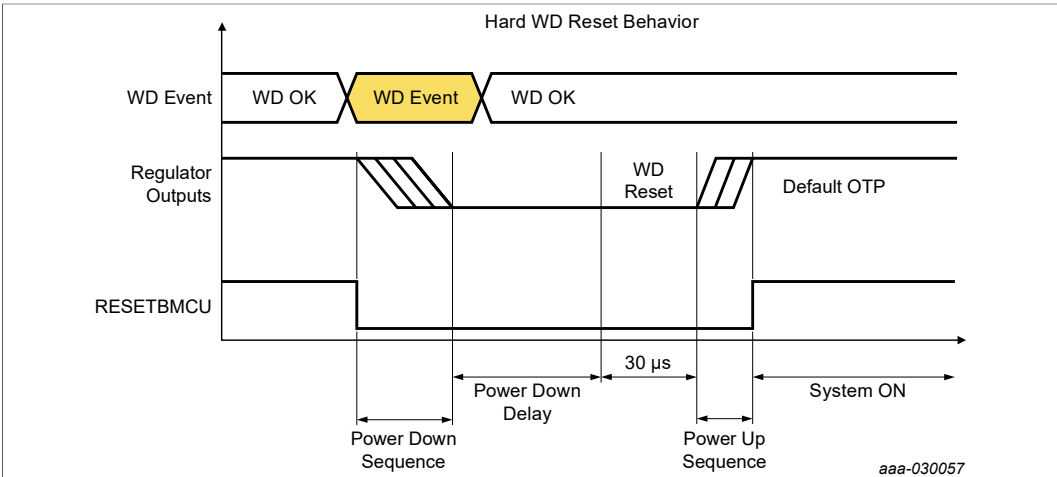 Hard WD Reset Behavior
WD Event
WD OK
WD Event
WD OK
Regulator
Outputs
WD
Reset
Default OTP
RESETBMCU
30 µs
Power Down
Delay
System ON
Power Down
Sequence
Power Up
Sequence
aaa-030057